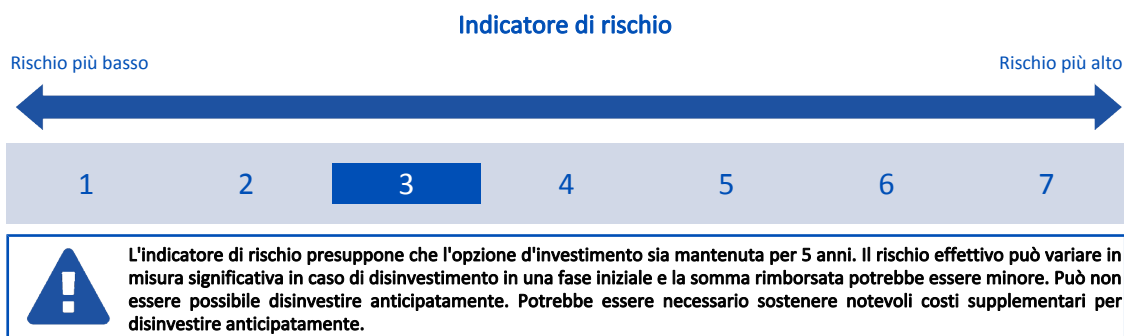 Indicatore di rischio
Rischio più basso
Rischio più alto
1 2 3 4 5 6 7
L'indicatore di rischio presuppone che l'opzione d'investimento sia mantenuta per 5 anni. Il rischio effettivo può variare in
misura significativa in caso di disinvestimento in una fase iniziale e la somma rimborsata potrebbe essere minore. Può non
essere possibile disinvestire anticipatamente. Potrebbe essere necessario sostenere notevoli costi supplementari per
disinvestire anticipatamente.